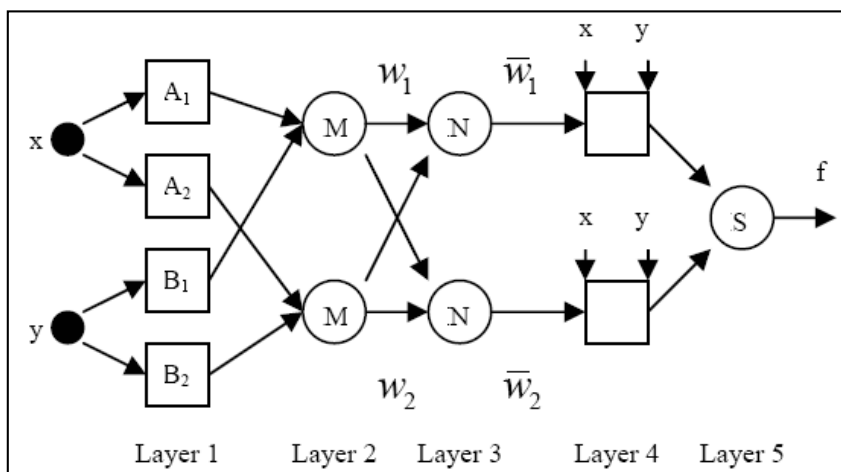 x y
w₁ w̅₁
A₁
M N
x
A₂
f
x y
S
B₁
M N
y
B₂
w₂ w̅₂
Layer 1 Layer 2 Layer 3 Layer 4 Layer 5